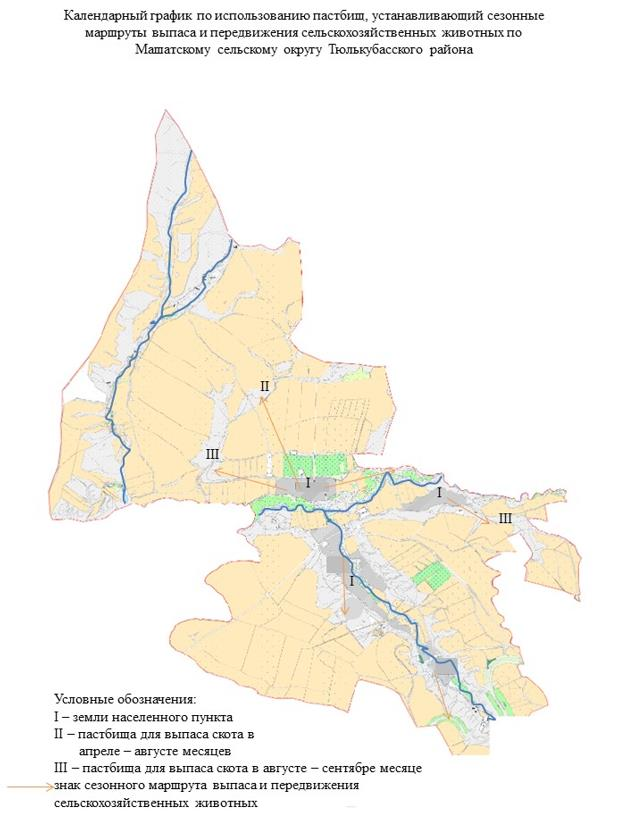 Календарный график по использованию пастбищ, устанавливающий сезонные
маршруты выпаса и передвижения сельскохозяйственных животных по
Машатскому сельскому округу Тюлькубасского района
II
III
I
I
III
I
Условные обозначения:
I – земли населенного пункта
II – пастбища для выпаса скота в
апреле – августе месяцев
III – пастбища для выпаса скота в августе – сентябре месяце
знак сезонного маршрута выпаса и передвижения
сельскохозяйственных животных